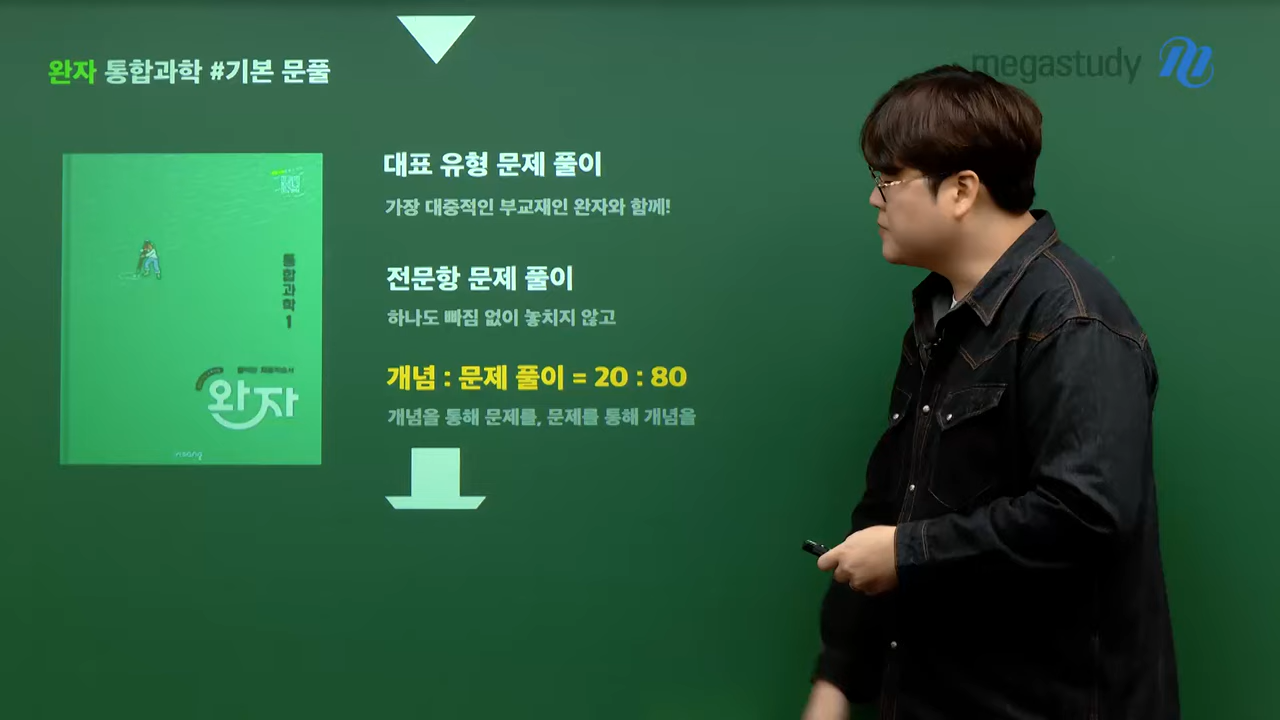 완자 통합과학 #기본 문풀
megastudy
대표 유형 문제 풀이
가장 대중적인 부교재인 완자와 함께!
전문항 문제 풀이
하나도 빠짐 없이 놓치지 않고
개념 : 문제 풀이 = 20 : 80
개념을 통해 문제를, 문제를 통해 개념을
통합과학 1
완자
visang